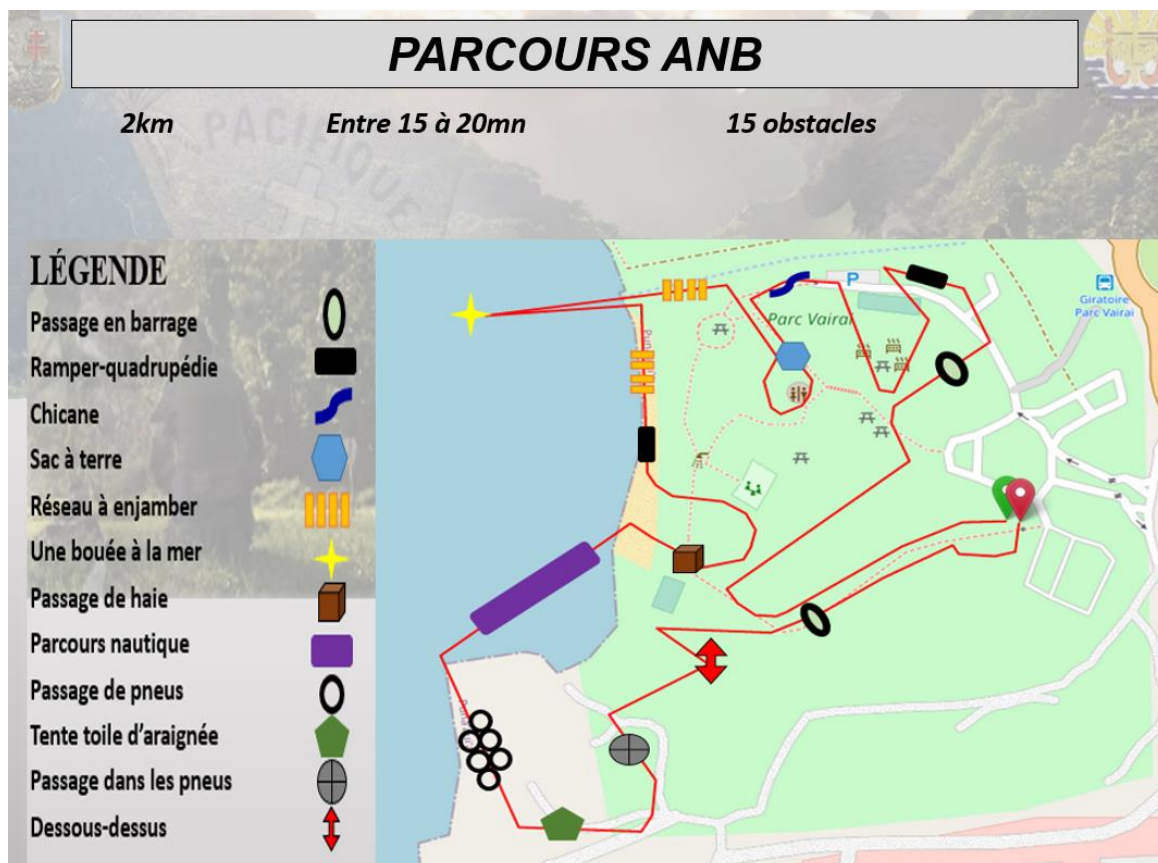 PARCOURS ANB
2km
Entre 15 à 20mn
15 obstacles
PACIFIQUE
LÉGENDE
Passage en barrage
Ramper-quadrupédie
Chicane
Sac à terre
Réseau à enjamber
Une bouée à la mer
Passage de haie
Parcours nautique
Passage de pneus
Tente toile d'araignée
Passage dans les pneus
Dessous-dessus
P
Parc Vairai
Giratoire
Parc Vairai